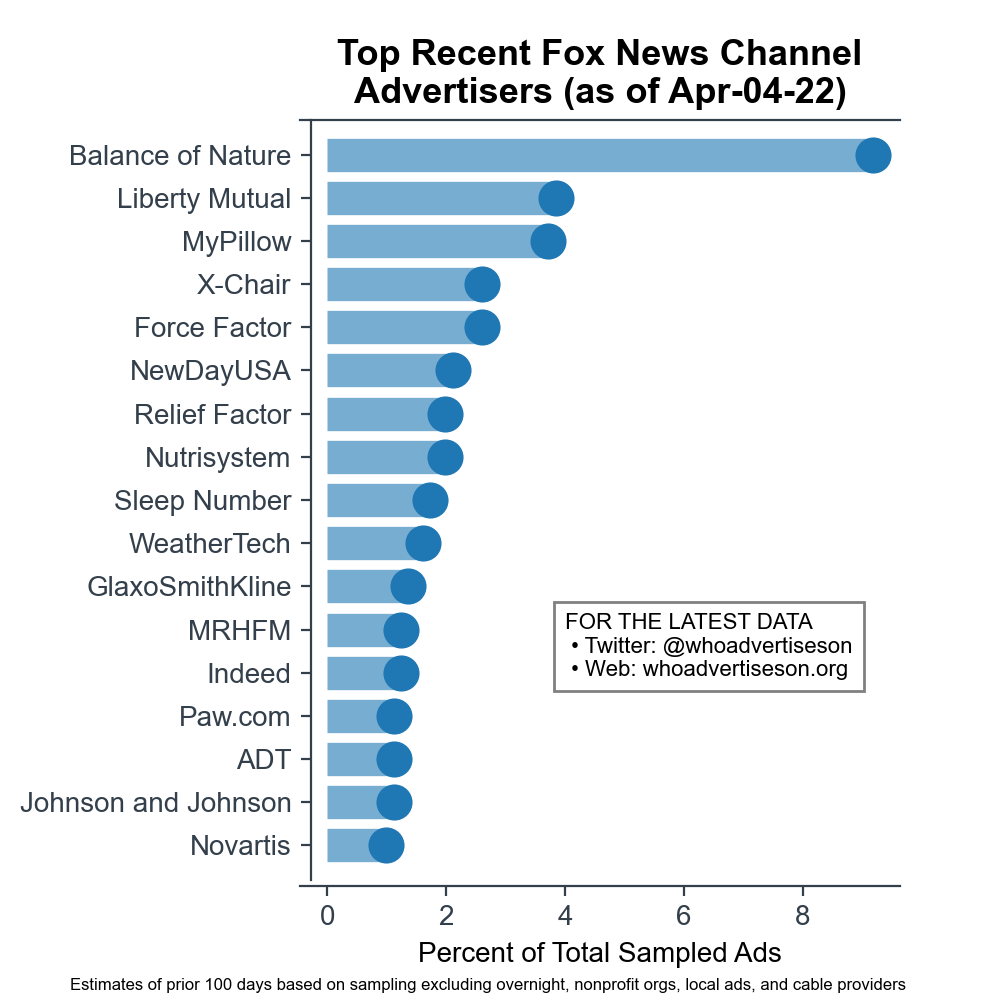 Top Recent Fox News Channel
Advertisers (as of Apr-04-22)
Balance of Nature
Liberty Mutual
MyPillow
X-Chair
Force Factor
NewDayUSA
Relief Factor
Nutrisystem
Sleep Number
WeatherTech
GlaxoSmithKline
MRHFM
Indeed
Paw.com
ADT
Johnson and Johnson
Novartis
FOR THE LATEST DATA
• Twitter: @whoadvertiseson
• Web: whoadvertiseson.org
0 2 4 6 8
Percent of Total Sampled Ads
Estimates of prior 100 days based on sampling excluding overnight, nonprofit orgs, local ads, and cable providers